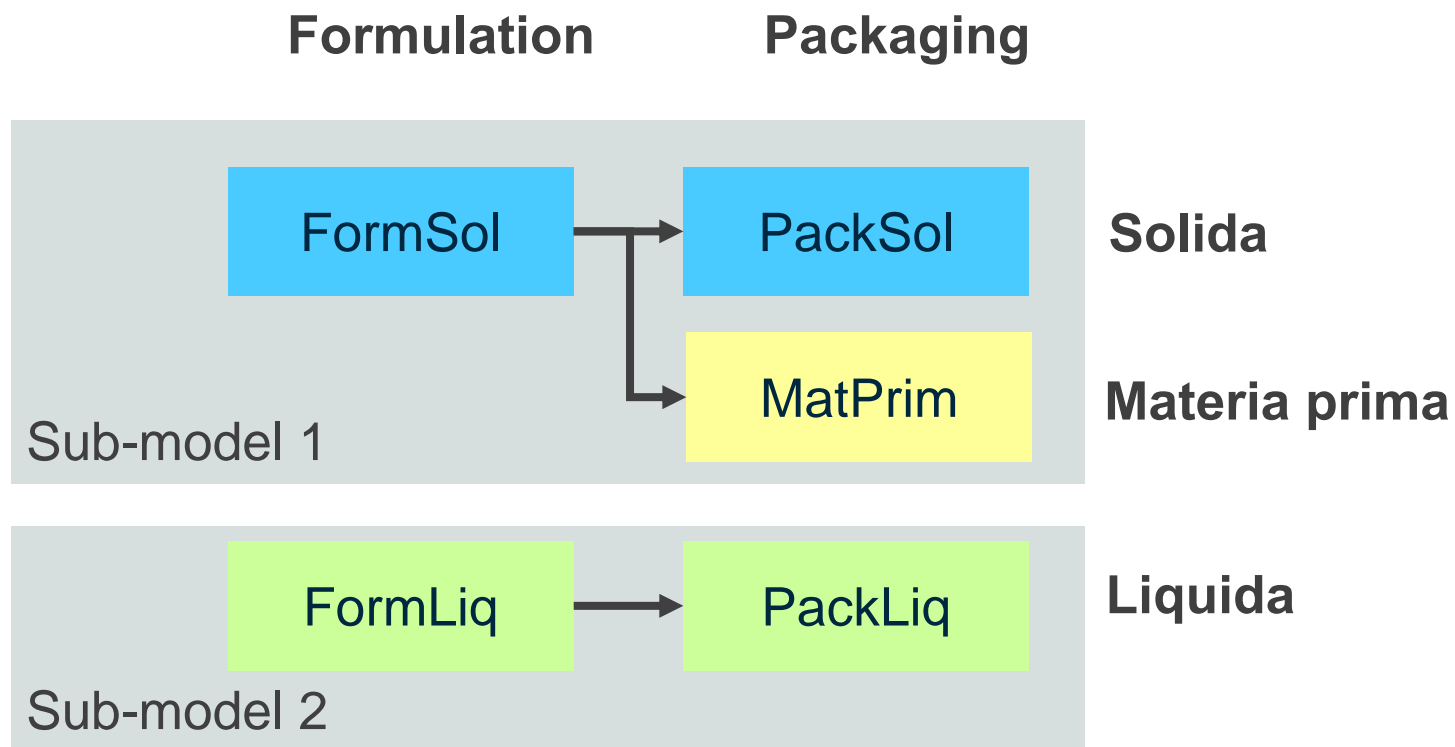 Formulation Packaging
FormSol PackSol Solida
MatPrim Materia prima
Sub-model 1
FormLiq PackLiq Liquida
Sub-model 2